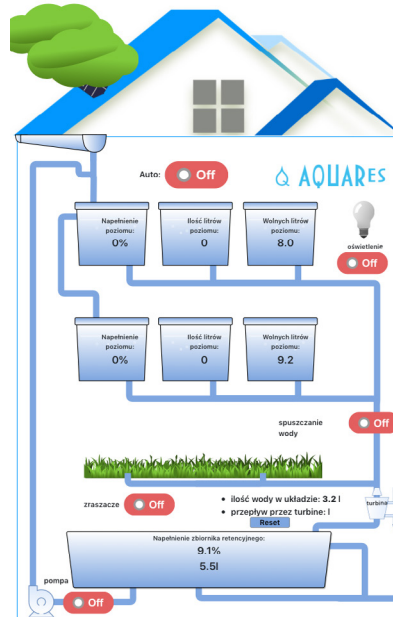 Auto: Off
AQUARES
Napełnienie poziomu: 0%
Ilość litrów poziomu: 0
Wolnych litrów poziomu: 8.0
oświetlenie
Off
Napełnienie poziomu: 0%
Ilość litrów poziomu: 0
Wolnych litrów poziomu: 9.2
spuszczanie
wody
Off
zraszacze Off
• ilość wody w układzie: 3.2 l
• przepływ przez turbine: l
Reset
turbina
Napełnienie zbiornika retencyjnego:
9.1%
5.5l
pompa
Off